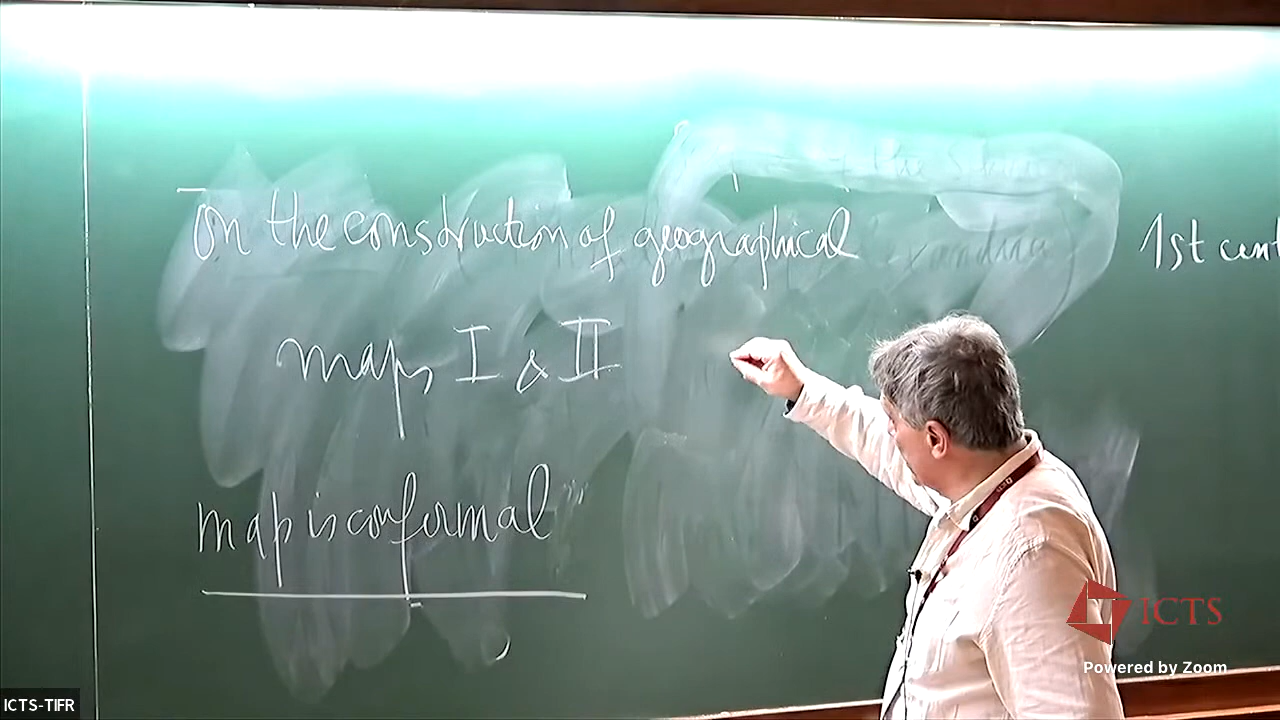 On the construction of geographical
maps I & II
map is conformal"
1st cent
ICTS
Powered by Zoom
ICTS-TIFR